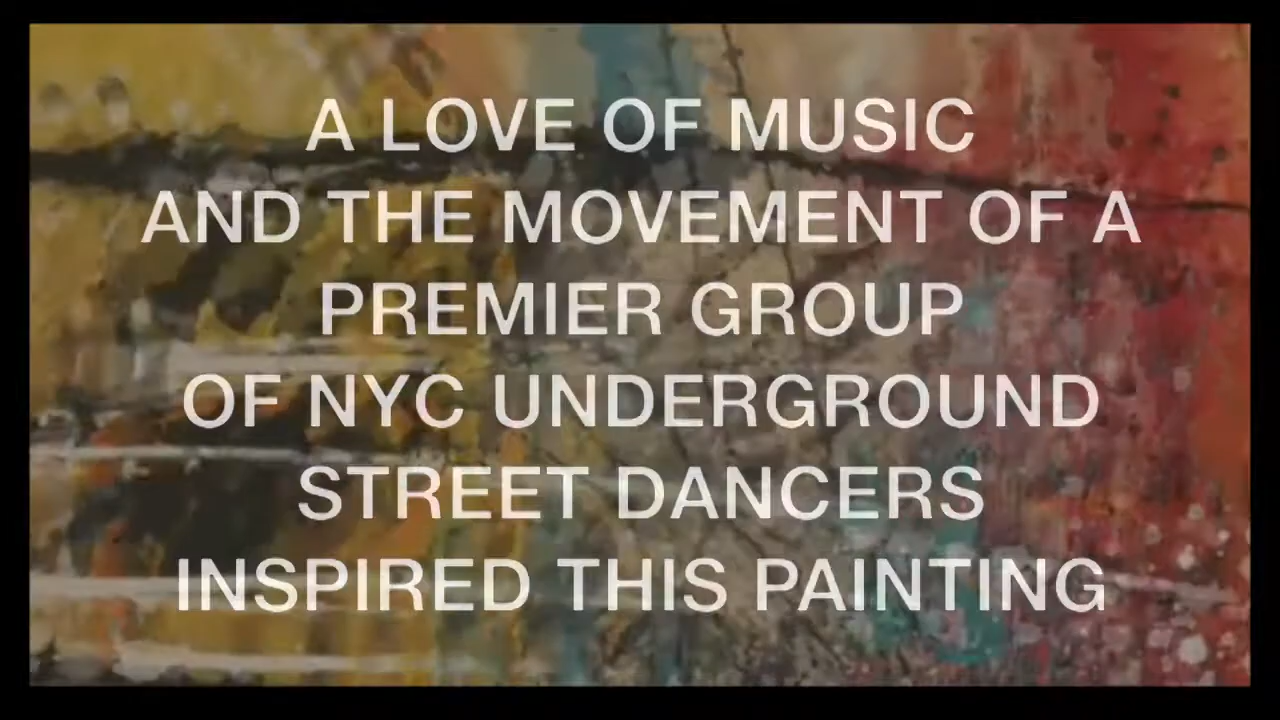 A LOVE OF MUSIC
AND THE MOVEMENT OF A
PREMIER GROUP
OF NYC UNDERGROUND
STREET DANCERS
INSPIRED THIS PAINTING